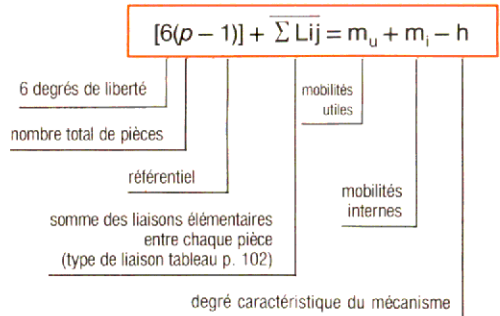 [6(p – 1)] + Σ Lij = mᵤ + mᵢ – h
6 degrés de liberté
mobilités
utiles
nombre total de pièces
référentiel
mobilités
internes
somme des liaisons élémentaires
entre chaque pièce
(type de liaison tableau p. 102)
degré caractéristique du mécanisme